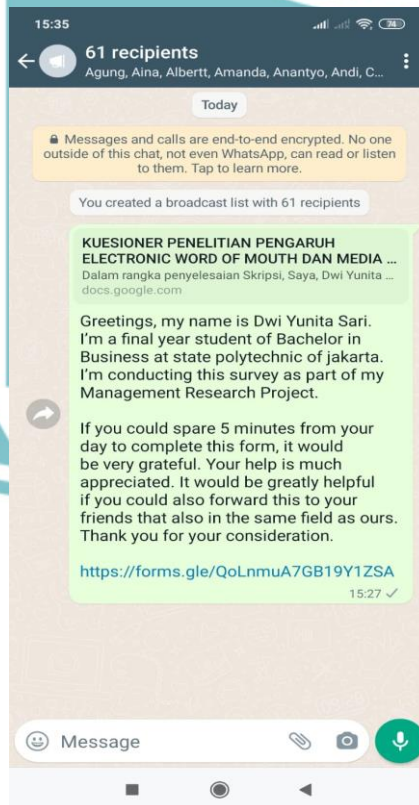 15:35
74
61 recipients
Agung, Aina, Albertt, Amanda, Anantyo, Andi, C...
Today
Messages and calls are end-to-end encrypted. No one
outside of this chat, not even WhatsApp, can read or listen
to them. Tap to learn more.
You created a broadcast list with 61 recipients
KUESIONER PENELITIAN PENGARUH
ELECTRONIC WORD OF MOUTH DAN MEDIA ...
Dalam rangka penyelesaian Skripsi, Saya, Dwi Yunita ...
docs.google.com
Greetings, my name is Dwi Yunita Sari.
I'm a final year student of Bachelor in
Business at state polytechnic of jakarta.
I'm conducting this survey as part of my
Management Research Project.
If you could spare 5 minutes from your
day to complete this form, it would
be very grateful. Your help is much
appreciated. It would be greatly helpful
if you could also forward this to your
friends that also in the same field as ours.
Thank you for your consideration.
https://forms.gle/QoLnmuA7GB19Y1ZSA
15:27
Message